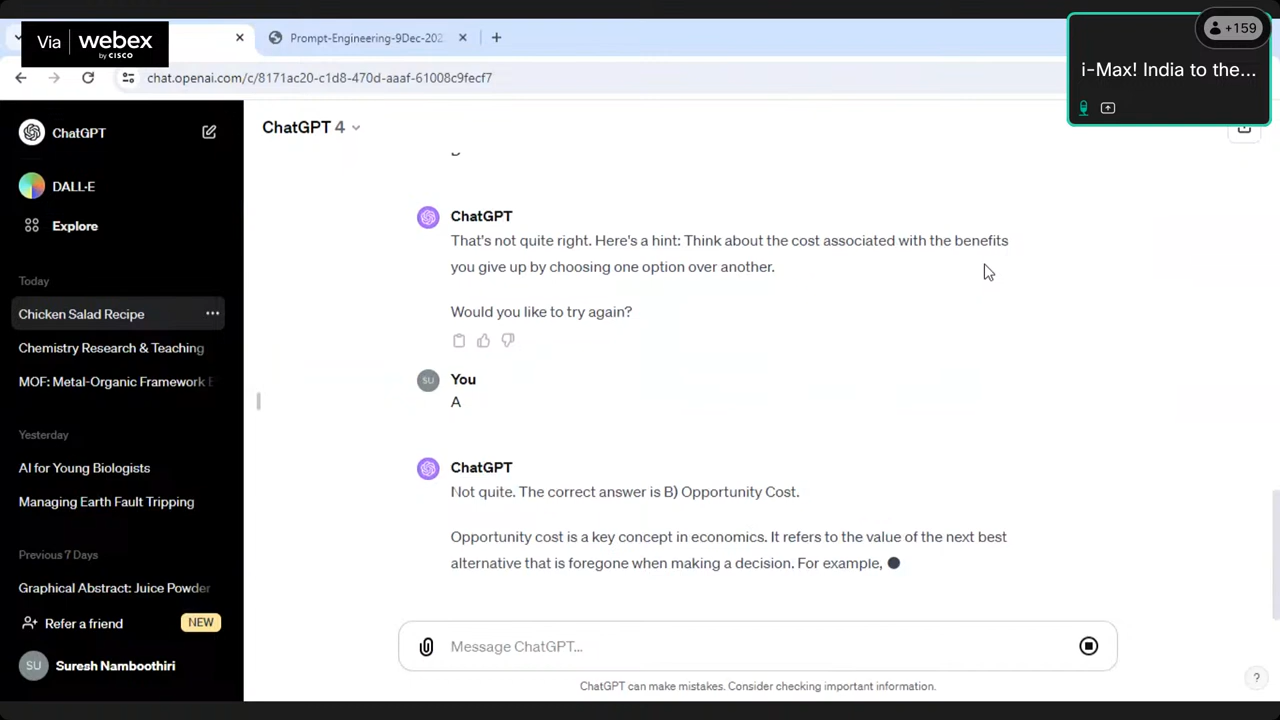 Via webex
by CISCO
Prompt-Engineering-9Dec-202
+159
i-Max! India to the...
chat.openai.com/c/8171ac20-c1d8-470d-aaaf-61008c9fecf7
ChatGPT
DALL·E
Explore
Today
Chicken Salad Recipe
Chemistry Research & Teaching
MOF: Metal-Organic Framework
Yesterday
AI for Young Biologists
Managing Earth Fault Tripping
Previous 7 Days
Graphical Abstract: Juice Powder
Refer a friend NEW
SU Suresh Namboothiri
ChatGPT 4
ChatGPT
That's not quite right. Here's a hint: Think about the cost associated with the benefits
you give up by choosing one option over another.
Would you like to try again?
SU You
A
ChatGPT
Not quite. The correct answer is B) Opportunity Cost.
Opportunity cost is a key concept in economics. It refers to the value of the next best
alternative that is foregone when making a decision. For example,
Message ChatGPT...
ChatGPT can make mistakes. Consider checking important information.
?